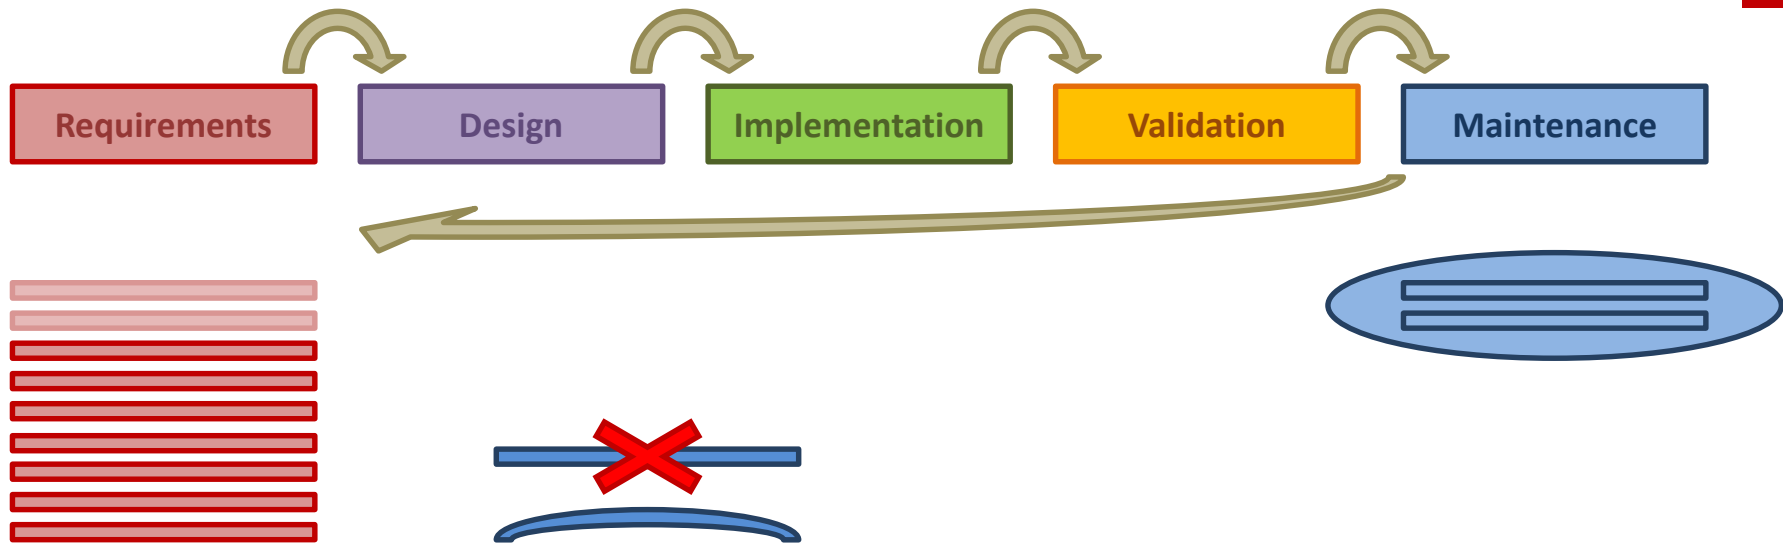 Requirements
Design
Implementation
Validation
Maintenance